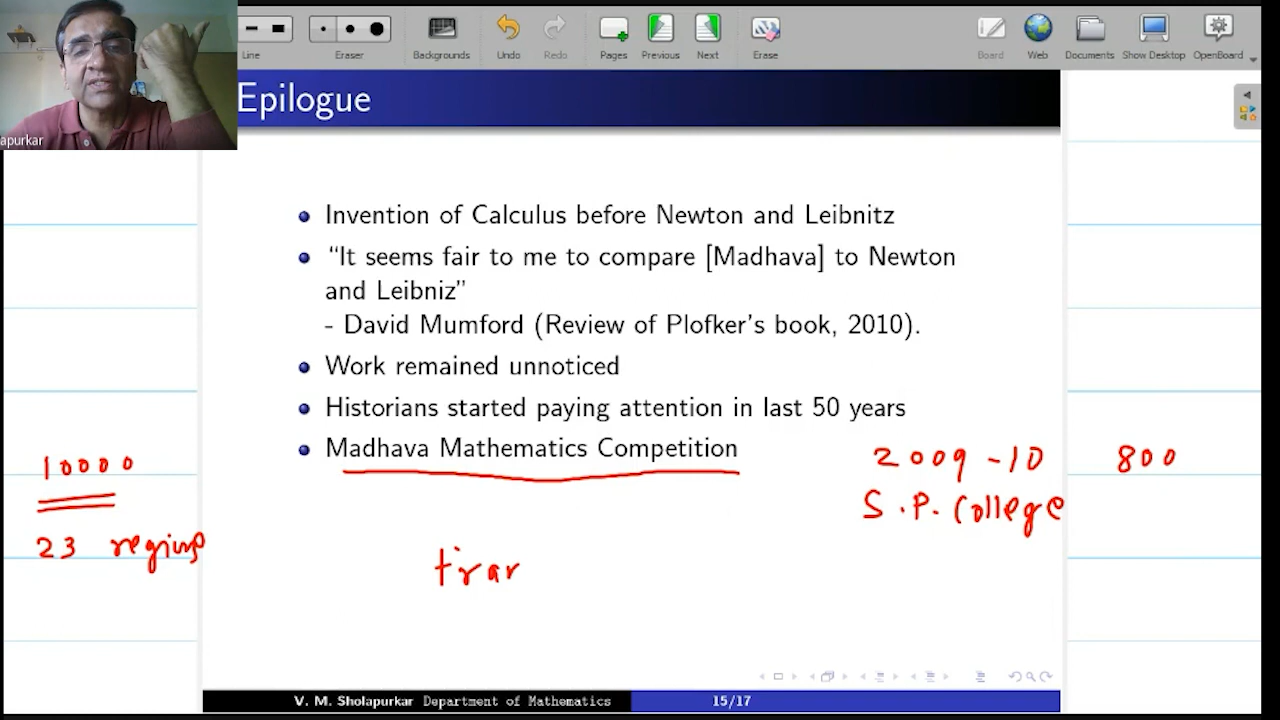 Line
Eraser
Backgrounds
Undo
Redo
Pages
Previous
Next
Erase
Board
Web
Documents
Show Desktop
OpenBoard
apurkar
Epilogue
Invention of Calculus before Newton and Leibnitz
“It seems fair to me to compare [Madhava] to Newton
and Leibniz”
- David Mumford (Review of Plofker's book, 2010).
Work remained unnoticed
Historians started paying attention in last 50 years
Madhava Mathematics Competition
2009-10 800
S.P. College
10000
23
trar
V. M. Sholapurkar Department of Mathematics 15/17